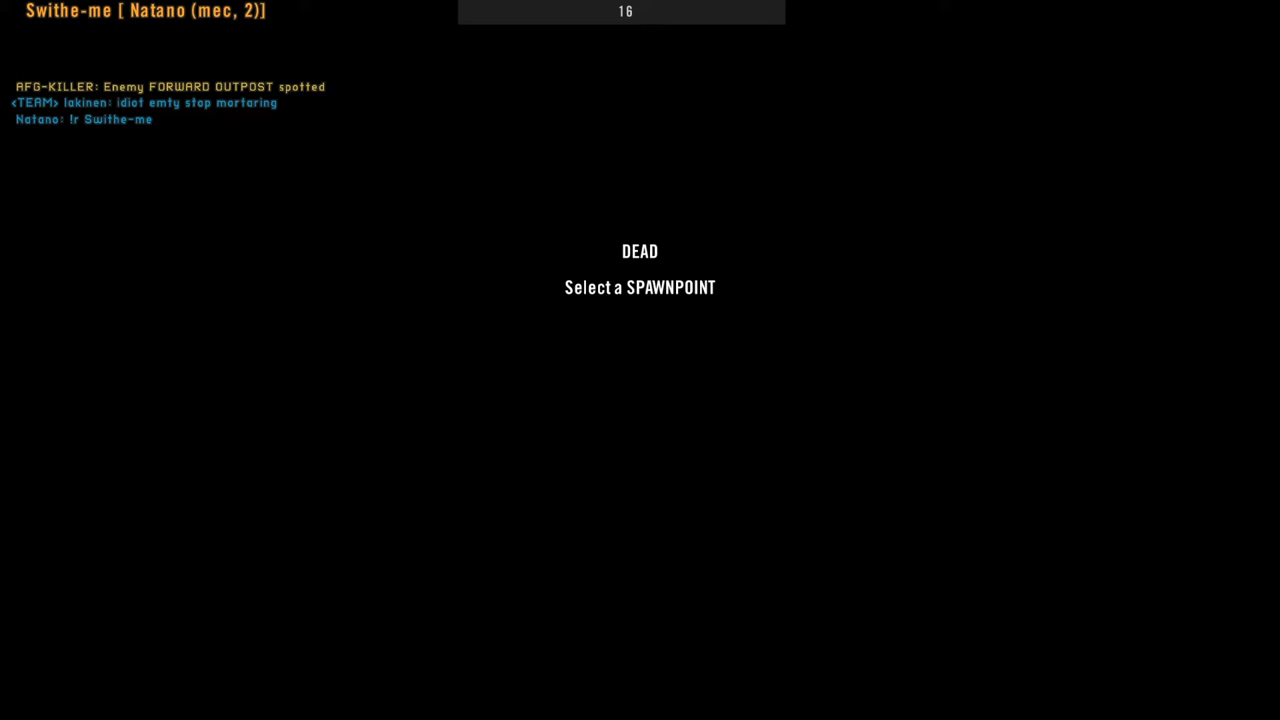 Swithe-me [ Natano (mec, 2)]
16
AFG-KILLER: Enemy FORWARD OUTPOST spotted
<TEAM> lakinen: idiot emty stop mortaring
Natano: !r Swithe-me
DEAD
Select a SPAWNPOINT